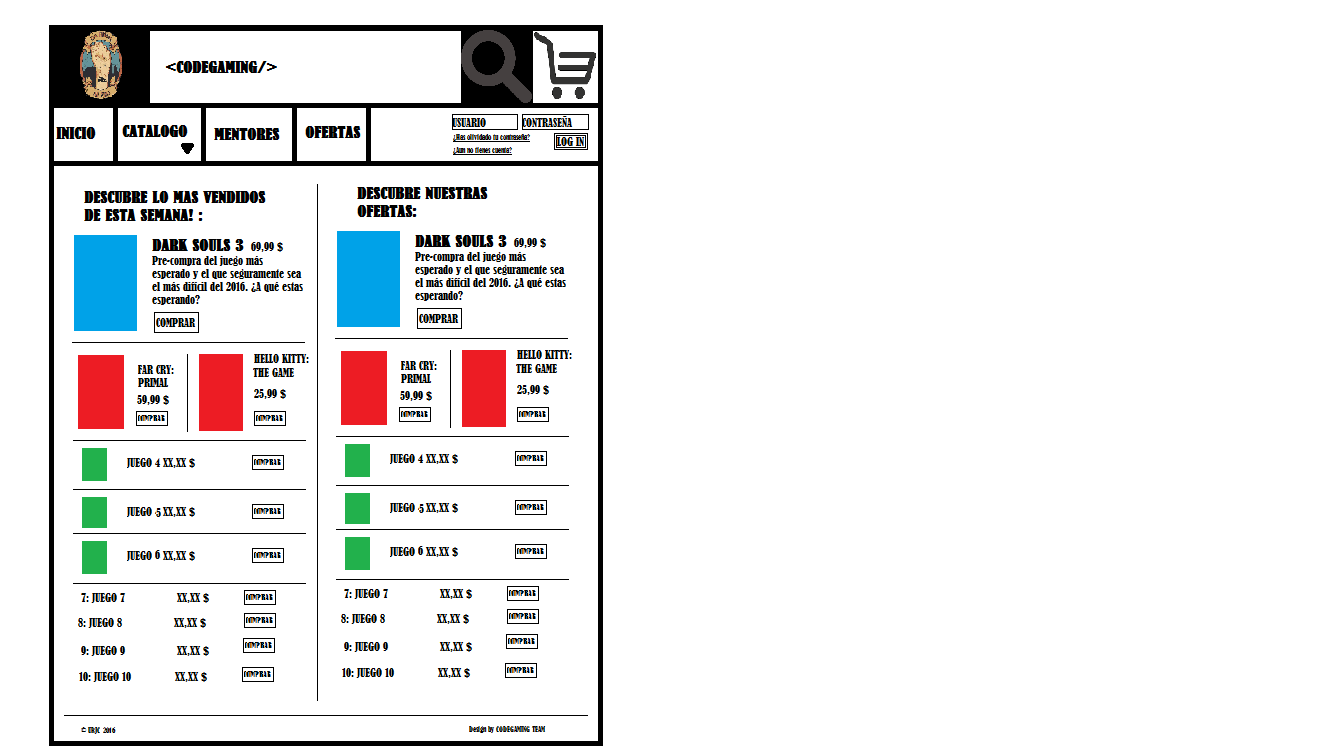 <CODEGAMING/>
INICIO
CATALOGO
MENTORES
OFERTAS
USUARIO
CONTRASEÑA
¿Has olilvidado tu contraseña?
¿Aun no tienes cuenta?
LOG IN
DESCUBRE LO MAS VENDIDOS
DE ESTA SEMANA! :
DARK SOULS 3 69,99 $
Pre-compra del juego más
esperado y el que seguramente sea
el más difícil del 2016. ¿A qué estas
esperando?
COMPRAR
FAR CRY:
PRIMAL
59,99 $
COMPRAR
HELLO KITTY:
THE GAME
25,99 $
COMPRAR
JUEGO 4 XX,XX $
COMPRAR
JUEGO 5 XX,XX $
COMPRAR
JUEGO 6 XX,XX $
COMPRAR
7: JUEGO 7 XX,XX $
COMPRAR
8: JUEGO 8 XX,XX $
COMPRAR
9: JUEGO 9 XX,XX $
COMPRAR
10: JUEGO 10 XX,XX $
COMPRAR
DESCUBRE NUESTRAS
OFERTAS:
DARK SOULS 3 69,99 $
Pre-compra del juego más
esperado y el que seguramente sea
el más difícil del 2016. ¿A qué estas
esperando?
COMPRAR
FAR CRY:
PRIMAL
59,99 $
COMPRAR
HELLO KITTY:
THE GAME
25,99 $
COMPRAR
JUEGO 4 XX,XX $
COMPRAR
JUEGO 5 XX,XX $
COMPRAR
JUEGO 6 XX,XX $
COMPRAR
7: JUEGO 7 XX,XX $
COMPRAR
8: JUEGO 8 XX,XX $
COMPRAR
9: JUEGO 9 XX,XX $
COMPRAR
10: JUEGO 10 XX,XX $
COMPRAR
© URJC 2016
Design by CODEGAMING TEAM